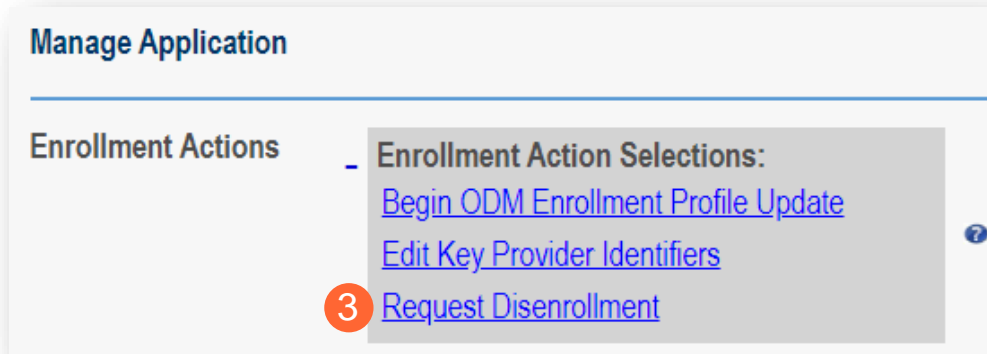 Manage Application
Enrollment Actions
- Enrollment Action Selections:
Begin ODM Enrollment Profile Update
Edit Key Provider Identifiers
?
3 Request Disenrollment